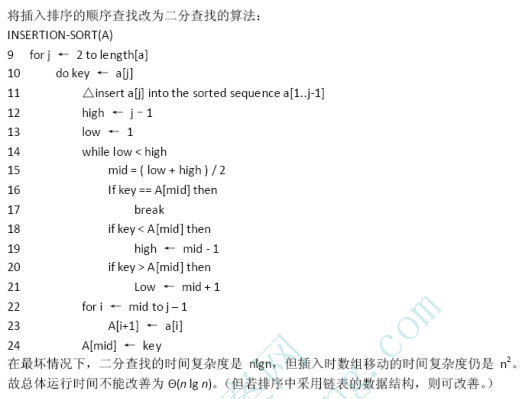 将插入排序的顺序查找改为二分查找的算法：
INSERTION-SORT(A)
9 for j ← 2 to length[a]
10 do key ← a[j]
11 △insert a[j] into the sorted sequence a[1..j-1]
12 high ← j – 1
13 low ← 1
14 while low < high
15 mid = ( low + high ) / 2
16 If key == A[mid] then
17 break
18 if key < A[mid] then
19 high ← mid - 1
20 if key > A[mid] then
21 Low ← mid + 1
22 for i ← mid to j – 1
23 A[i+1] ← a[i]
24 A[mid] ← key
在最坏情况下，二分查找的时间复杂度是 nlgn，但插入时数组移动的时间复杂度仍是 n²。
故总体运行时间不能改善为 Θ(n lg n)。（但若排序中采用链表的数据结构，则可改善。）